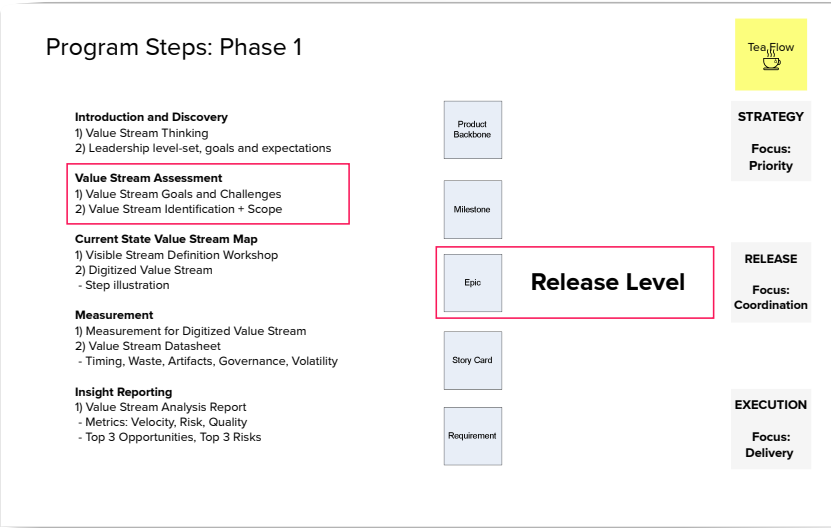 Program Steps: Phase 1
Tea Flow
Introduction and Discovery
1) Value Stream Thinking
2) Leadership level-set, goals and expectations
Value Stream Assessment
1) Value Stream Goals and Challenges
2) Value Stream Identification + Scope
Current State Value Stream Map
1) Visible Stream Definition Workshop
2) Digitized Value Stream
- Step illustration
Measurement
1) Measurement for Digitized Value Stream
2) Value Stream Datasheet
- Timing, Waste, Artifacts, Governance, Volatility
Insight Reporting
1) Value Stream Analysis Report
- Metrics: Velocity, Risk, Quality
- Top 3 Opportunities, Top 3 Risks
Product
Backbone
Milestone
Epic
Release Level
Story Card
Requirement
STRATEGY
Focus:
Priority
RELEASE
Focus:
Coordination
EXECUTION
Focus:
Delivery